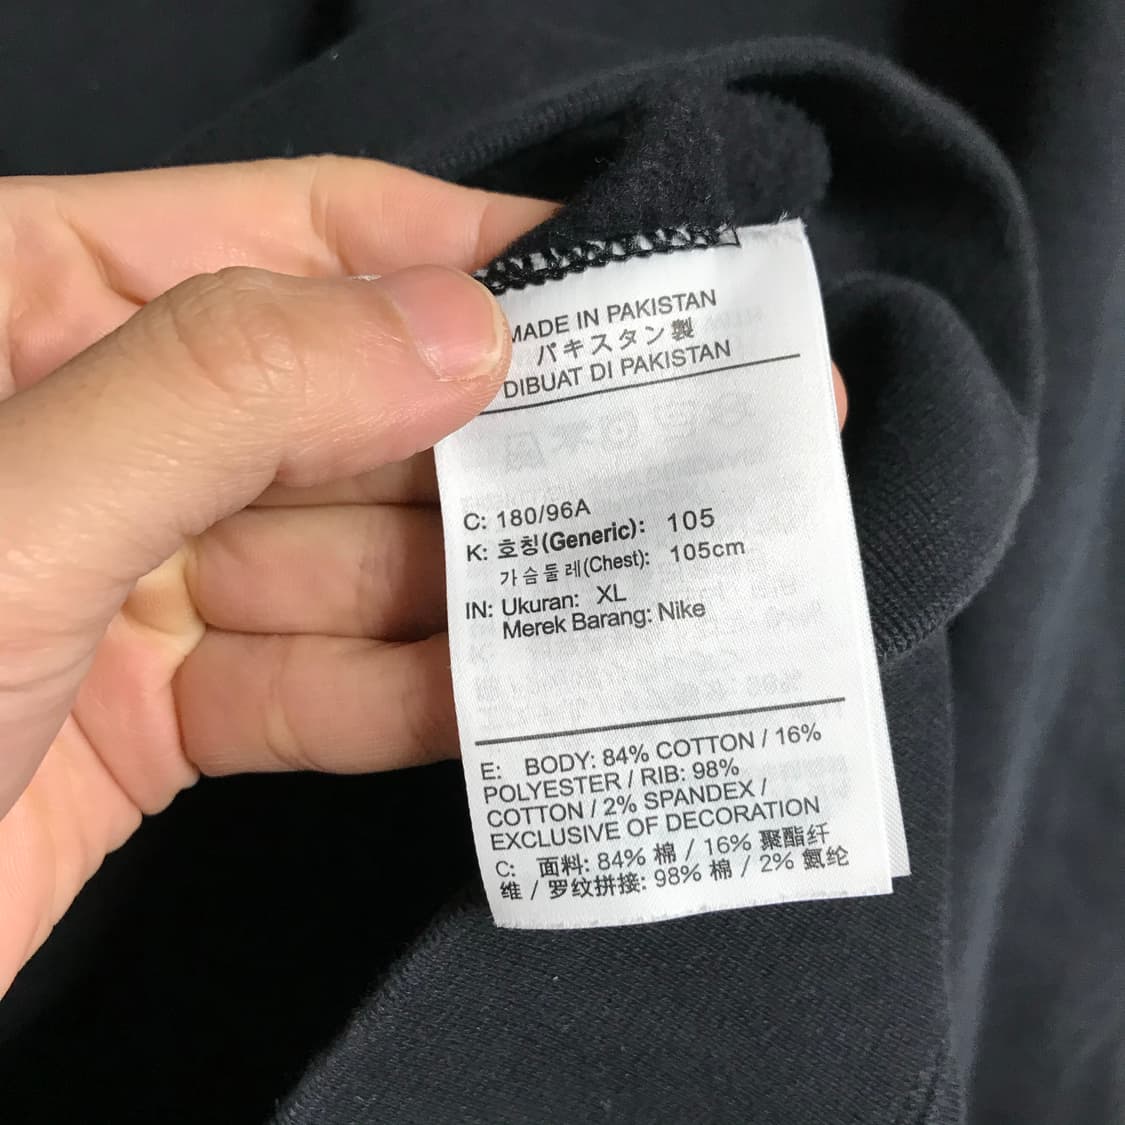 MADE IN PAKISTAN
パキスタン製
DIBUAT DI PAKISTAN
C: 180/96A
K: 호칭(Generic): 105
가슴둘레(Chest): 105cm
IN: Ukuran: XL
Merek Barang: Nike
E: BODY: 84% COTTON / 16%
POLYESTER / RIB: 98%
COTTON / 2% SPANDEX /
EXCLUSIVE OF DECORATION
C: 面料: 84% 棉 / 16% 聚酯纤
维 / 罗纹拼接: 98% 棉 / 2% 氨纶